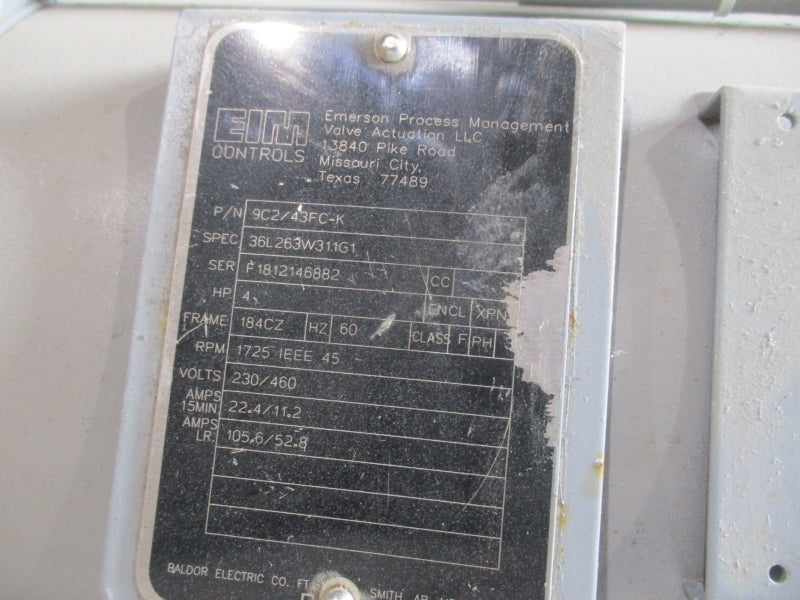 EIM
CONTROLS
Emerson Process Management
Valve Actuation LLC
13840 Pike Road
Missouri City,
Texas 77489
P/N 9C2/43FC-K
SPEC 36L263W311G1
SER F1812146882 CC
HP 4 ENCL XPN
FRAME 184CZ HZ 60 CLASS F PH 3
RPM 1725 IEEE 45
VOLTS 230/460
AMPS 15MIN. 22.4/11.2
AMPS LR. 105.6/52.8
BALDOR ELECTRIC CO. FT SMITH AR